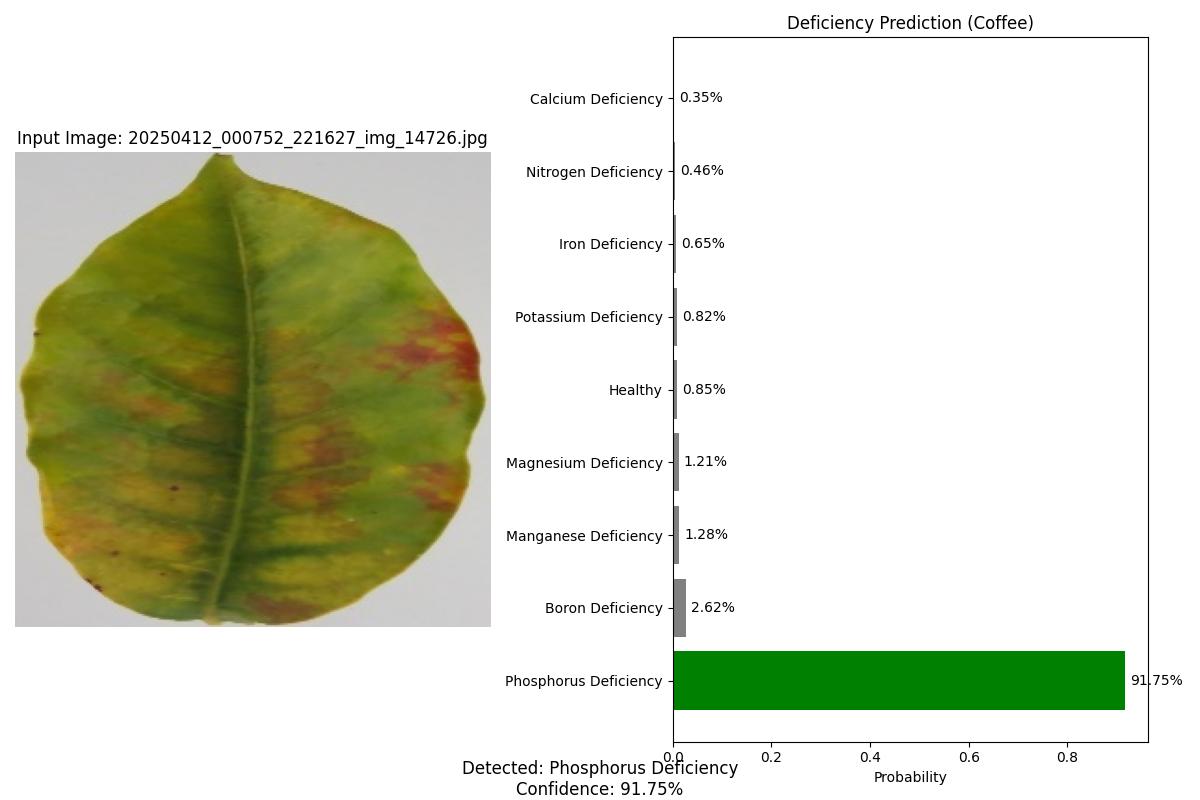 Deficiency Prediction (Coffee)
Input Image: 20250412_000752_221627_img_14726.jpg
Calcium Deficiency 0.35%
Nitrogen Deficiency 0.46%
Iron Deficiency 0.65%
Potassium Deficiency 0.82%
Healthy 0.85%
Magnesium Deficiency 1.21%
Manganese Deficiency 1.28%
Boron Deficiency 2.62%
Phosphorus Deficiency 91.75%
0.0 0.2 0.4 0.6 0.8
Probability
Detected: Phosphorus Deficiency
Confidence: 91.75%